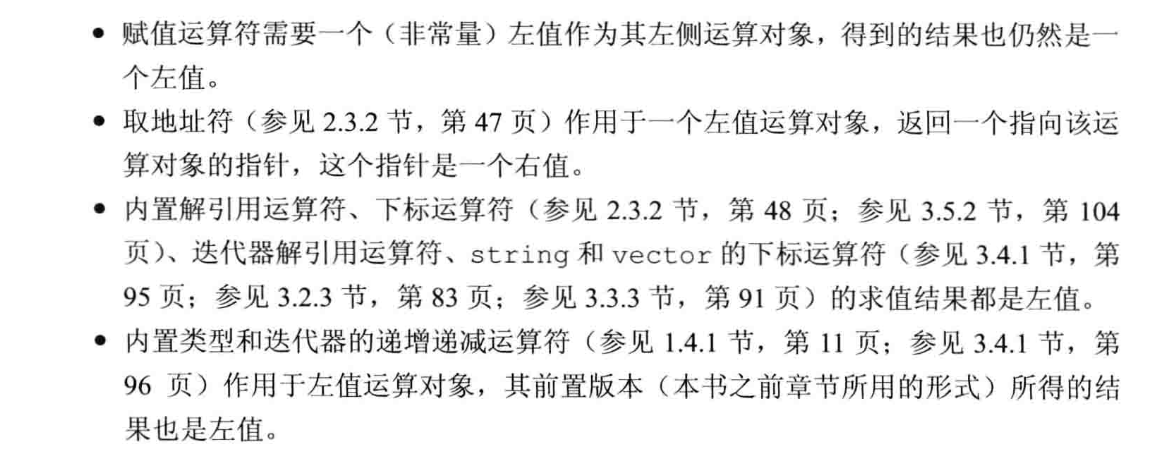 • 赋值运算符需要一个（非常量）左值作为其左侧运算对象，得到的结果也仍然是一
个左值。
• 取地址符（参见 2.3.2 节，第 47 页）作用于一个左值运算对象，返回一个指向该运
算对象的指针，这个指针是一个右值。
• 内置解引用运算符、下标运算符（参见 2.3.2 节，第 48 页；参见 3.5.2 节，第 104
页）、迭代器解引用运算符、string 和 vector 的下标运算符（参见 3.4.1 节，第
95 页；参见 3.2.3 节，第 83 页；参见 3.3.3 节，第 91 页）的求值结果都是左值。
• 内置类型和迭代器的递增递减运算符（参见 1.4.1 节，第 11 页；参见 3.4.1 节，第
96 页）作用于左值运算对象，其前置版本（本书之前章节所用的形式）所得的结
果也是左值。